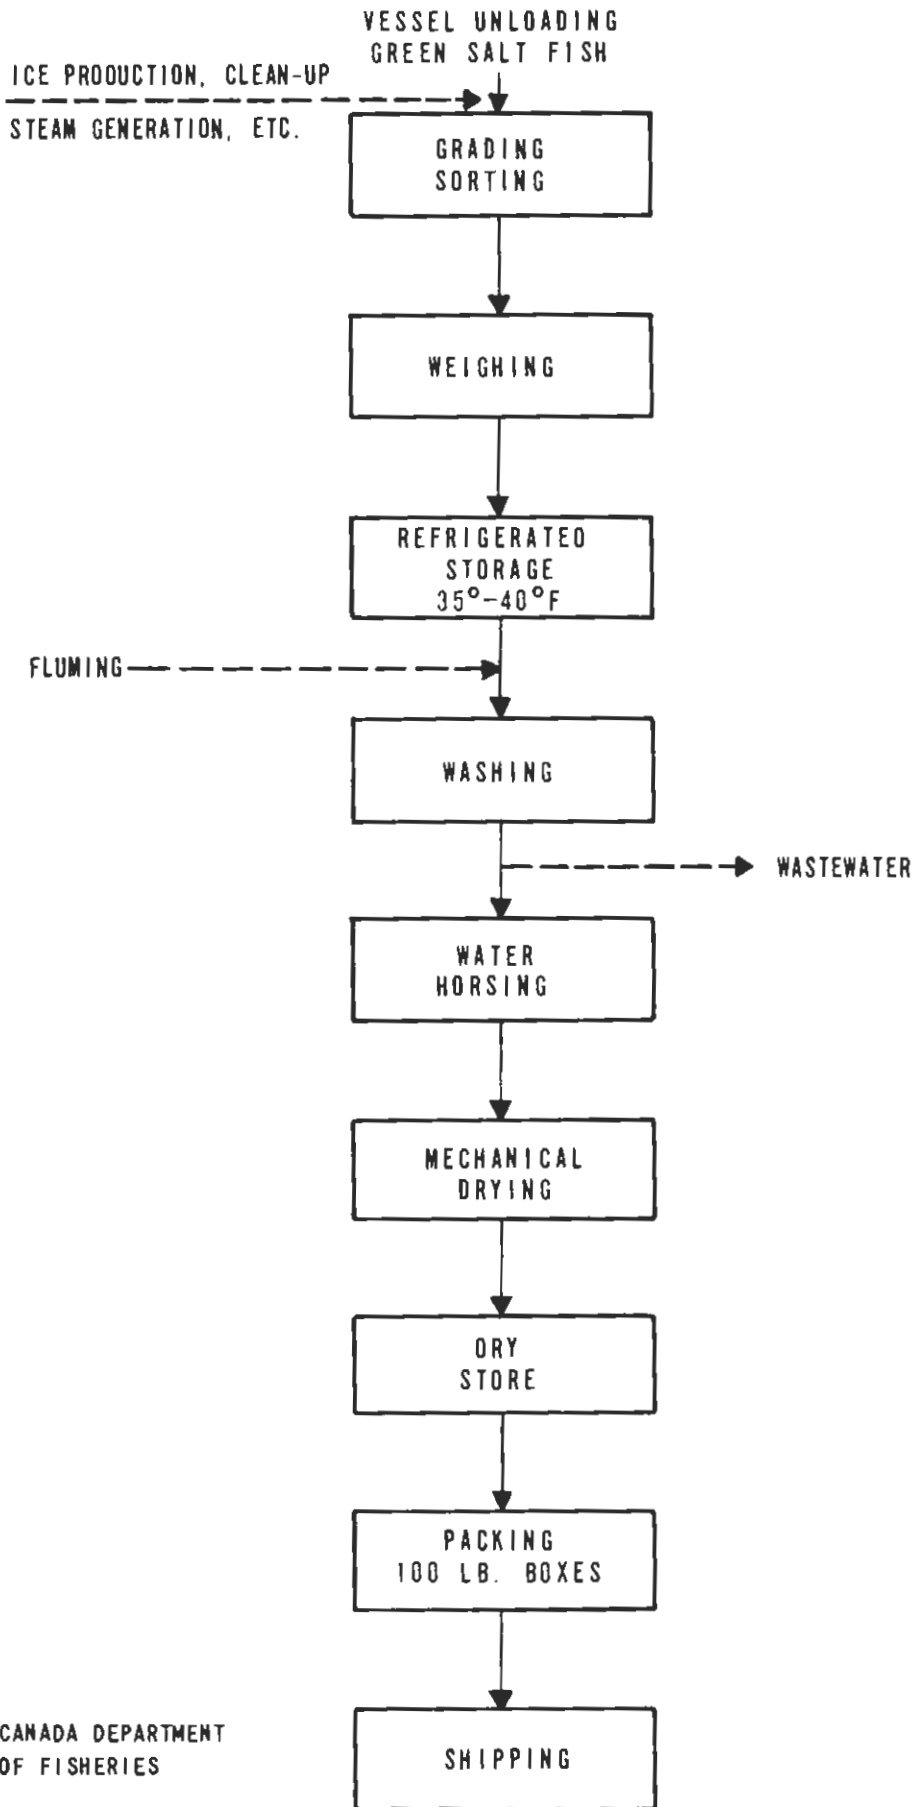 VESSEL UNLOADING
GREEN SALT FISH
ICE PRODUCTION, CLEAN-UP
STEAM GENERATION, ETC.
GRADING
SORTING
WEIGHING
REFRIGERATED
STORAGE
35°-40°F
FLUMING
WASHING
WASTEWATER
WATER
HORSING
MECHANICAL
DRYING
DRY
STORE
PACKING
100 LB. BOXES
SHIPPING
CANADA DEPARTMENT
OF FISHERIES